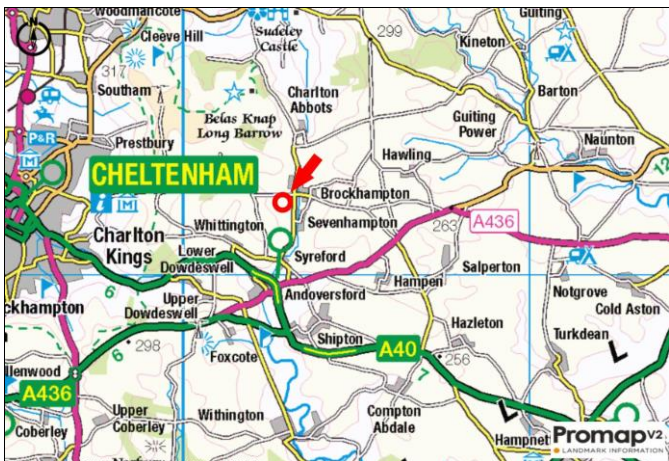 Woodmancote
Cleeve Hill
Sudeley
Castle
299
Guiting
Kineton
N
317
Southam
Charlton
Abbots
Barton
Belas Knap
Long Barrow
Guiting
Power
Naunton
P&R
Prestbury
Hawling
M
CHELTENHAM
Brockhampton
i M
Whittington
Sevenhampton
263
A436
Charlton
Kings
Lower
Dowdeswell
Syreford
Salperton
Hampen
6
Andoversford
Notgrove
Cold Aston
ckhampton
Upper
Dowdeswell
Hazleton
Turkdean
6
298
Shipton
A40
Foxcote
256
llenwood
7
A436
Compton
Abdale
Upper
Coberley
Withington
Coberley
Hampnet
Promap V2
LANDMARK INFORMATION